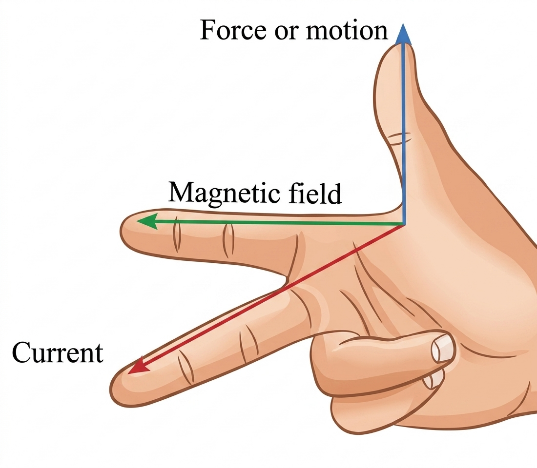 Force or motion
Magnetic field
Current